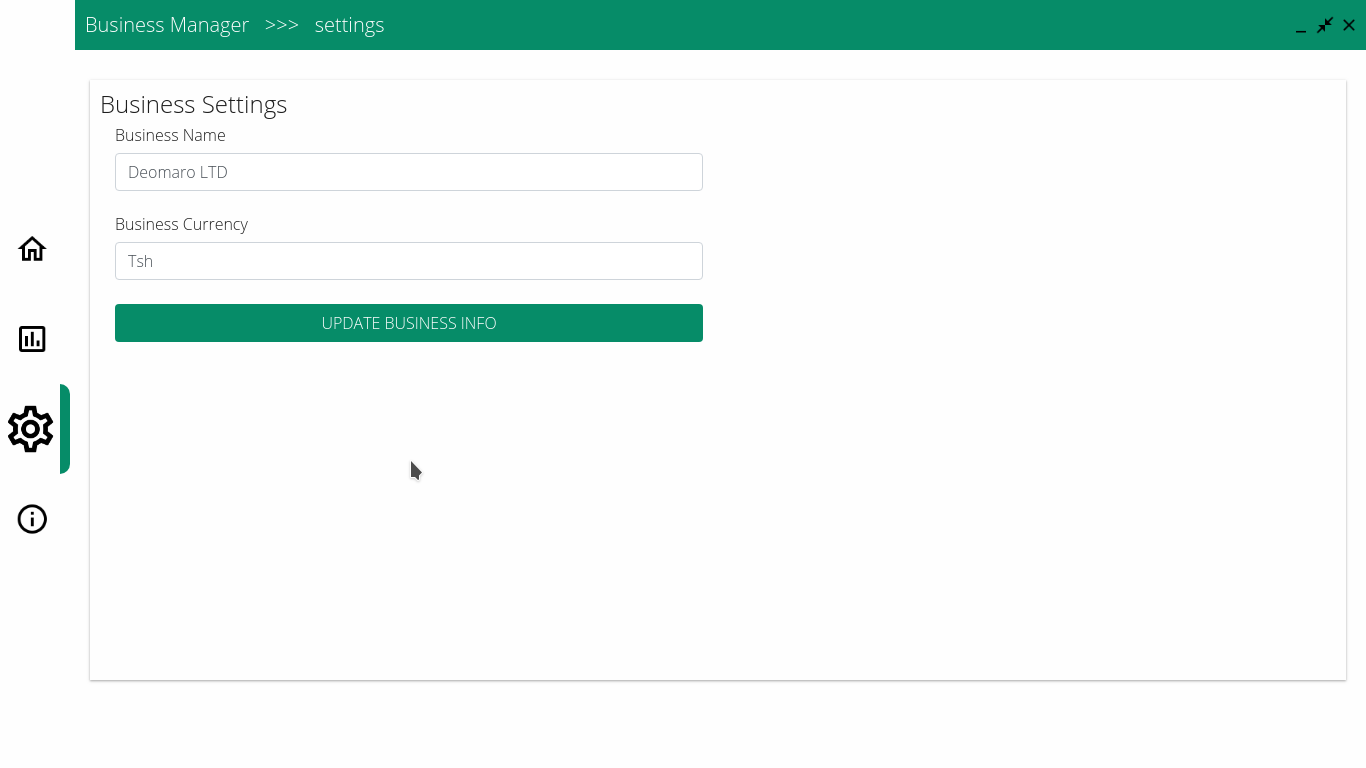 Business Manager >>> settings
Business Settings
Business Name
Deomaro LTD
Business Currency
Tsh
UPDATE BUSINESS INFO